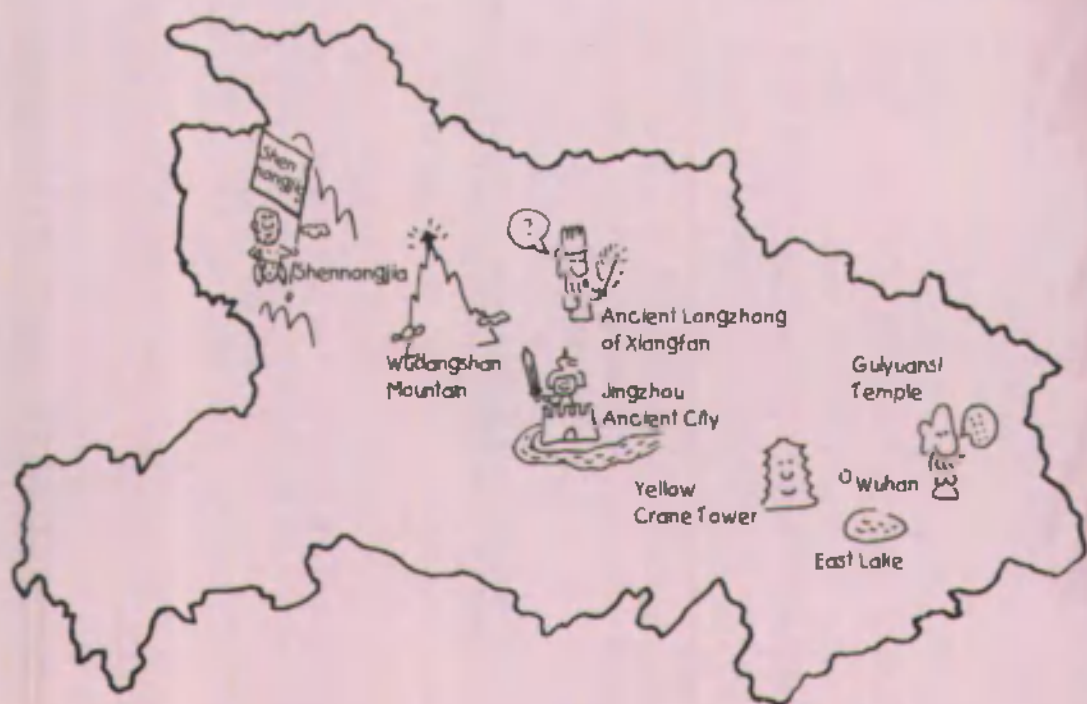 Shen
nongjia
Shennongjia
?
Wudangshan
Mountain
Ancient Longzhong
of Xiangfan
Jingzhou
Ancient City
Guiyuansi
Temple
Yellow
Crane Tower
Wuhan
East Lake